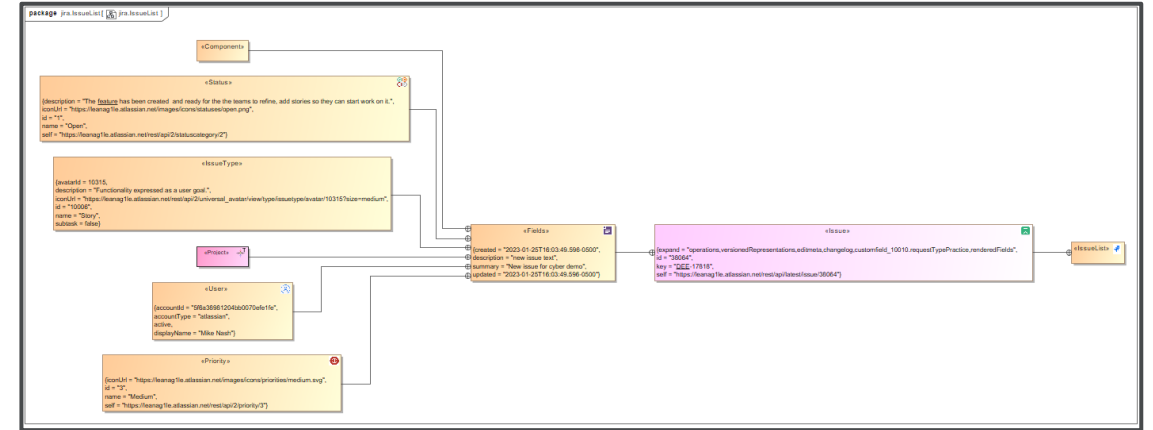 package jira.IssueList[ jira.IssueList ]
«Component»
«Status»
{description = "The feature has been created and ready for the the teams to refine, add stories so they can start work on it.",
iconUrl = "https://leanag1le.atlassian.net/images/icons/statuses/open.png",
id = "1",
name = "Open",
self = "https://leanag1le.atlassian.net/rest/api/2/statuscategory/2"}
«IssueType»
{avatarId = 10315,
description = "Functionality expressed as a user goal.",
iconUrl = "https://leanag1le.atlassian.net/rest/api/2/universal_avatar/view/type/issuetype/avatar/10315?size=medium",
id = "10008",
name = "Story",
subtask = false}
«Project»
«User»
{accountId = "5f6a38981204bb0070efe1fe",
accountType = "atlassian",
active,
displayName = "Mike Nash"}
«Priority»
{iconUrl = "https://leanag1le.atlassian.net/images/icons/priorities/medium.svg",
id = "3",
name = "Medium",
self = "https://leanag1le.atlassian.net/rest/api/2/priority/3"}
«Fields»
{created = "2023-01-25T16:03:49.596-0500",
description = "new issue text",
summary = "New issue for cyber demo",
updated = "2023-01-25T16:03:49.596-0500"}
«Issue»
{expand = "operations,versionedRepresentations,editmeta,changelog,customfield_10010.requestTypePractice,renderedFields",
id = "38064",
key = "DEE-17818",
self = "https://leanag1le.atlassian.net/rest/api/latest/issue/38064"}
«IssueList»